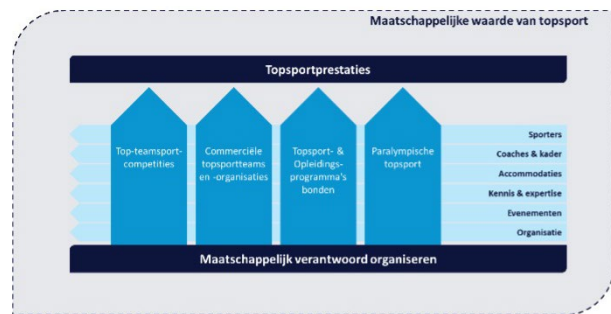 Maatschappelijke waarde van topsport
Topsportprestaties
Top-teamsport-
competities
Commerciële
topsportteams
en -organisaties
Topsport- &
Opleidings-
programma's
bonden
Paralympische
topsport
Sporters
Coaches & kader
Accommodaties
Kennis & expertise
Evenementen
Organisatie
Maatschappelijk verantwoord organiseren